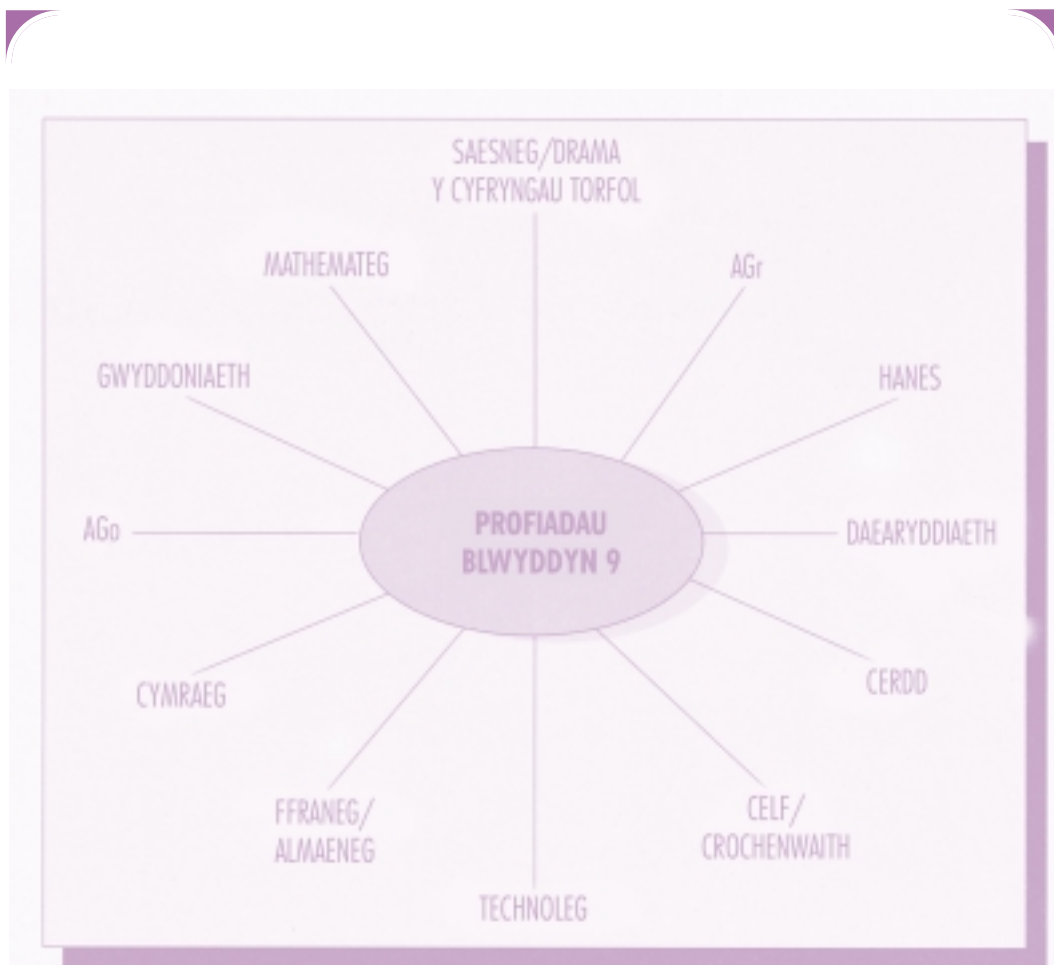 SAESNEG/DRAMA
Y CYFRYNGAU TORFOL
MATHEMATEG
AGr
GWYDDONIAETH
HANES
AGo
PROFIADAU
BLWYDDYN 9
DAEARYDDIAETH
CYMRAEG
CERDD
FFRANEG/
ALMAENEG
CELF/
CROCHENWAITH
TECHNOLEG